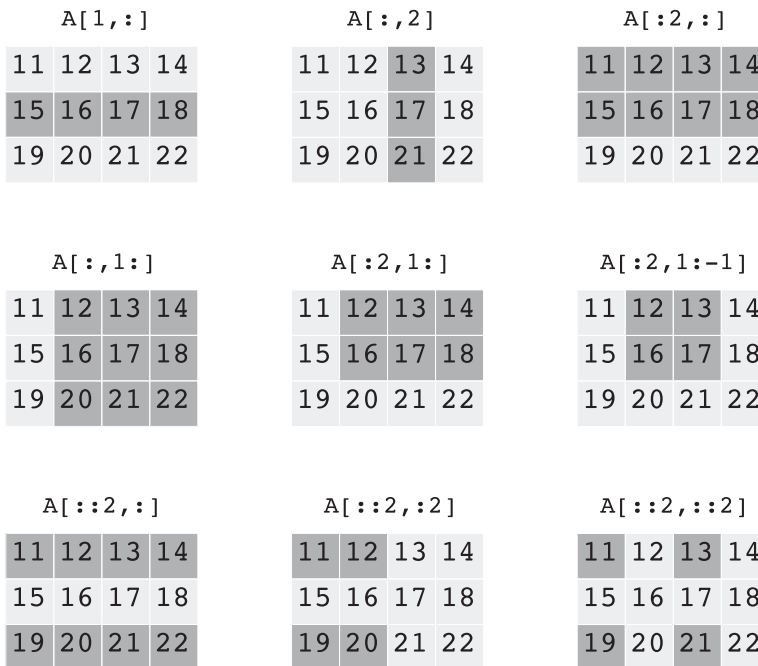 A[1,:] A[:,2] A[:2,:]
11 12 13 14 11 12 13 14 11 12 13 14
15 16 17 18 15 16 17 18 15 16 17 18
19 20 21 22 19 20 21 22 19 20 21 22
A[:,1:] A[:2,1:] A[:2,1:-1]
11 12 13 14 11 12 13 14 11 12 13 14
15 16 17 18 15 16 17 18 15 16 17 18
19 20 21 22 19 20 21 22 19 20 21 22
A[::2,:] A[::2,:2] A[::2,::2]
11 12 13 14 11 12 13 14 11 12 13 14
15 16 17 18 15 16 17 18 15 16 17 18
19 20 21 22 19 20 21 22 19 20 21 22